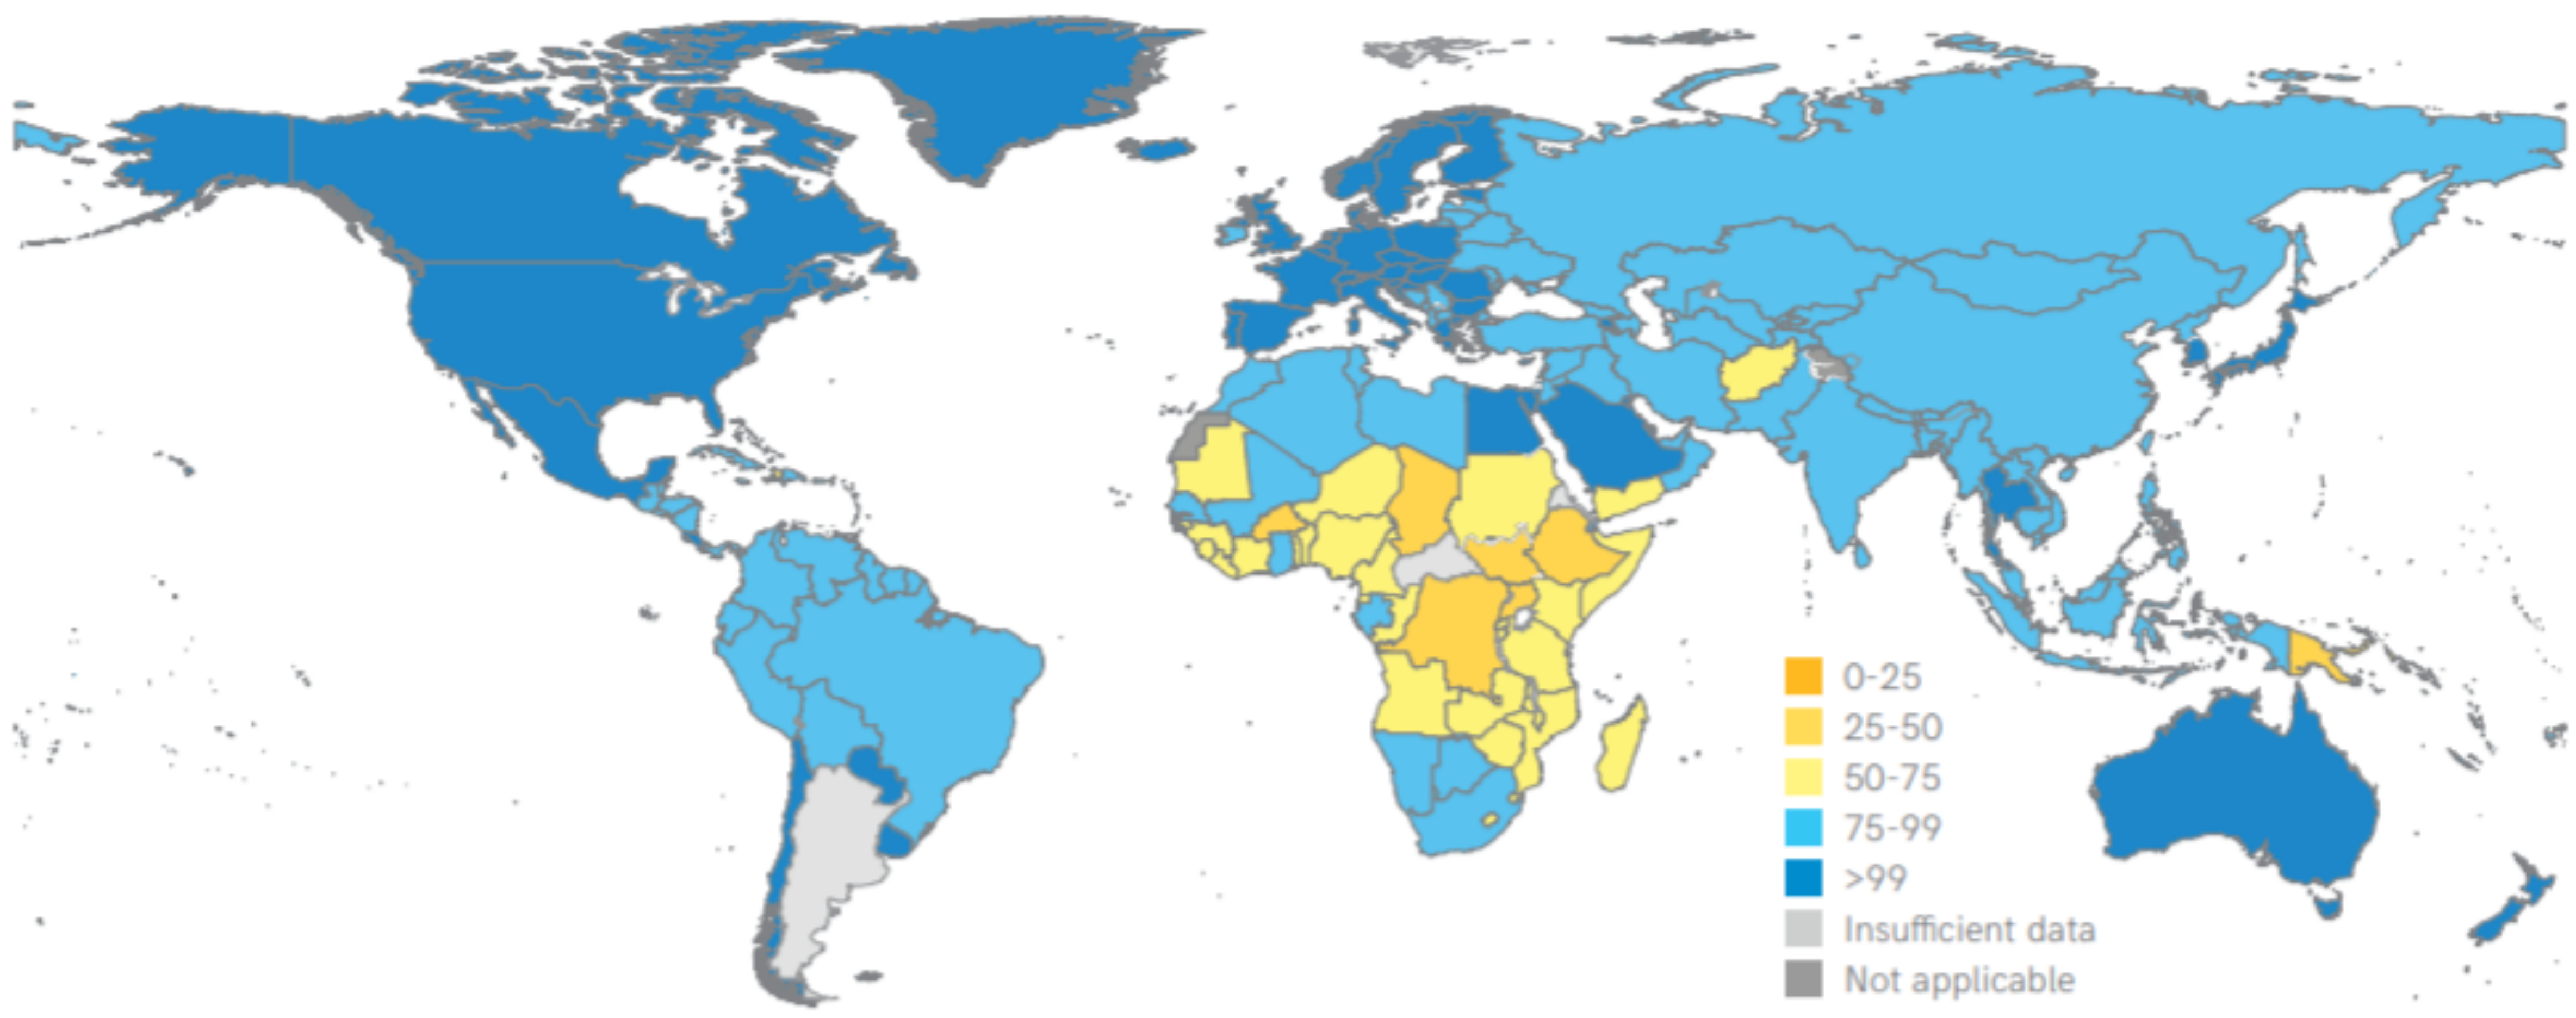 0-25
25-50
50-75
75-99
>99
Insufficient data
Not applicable